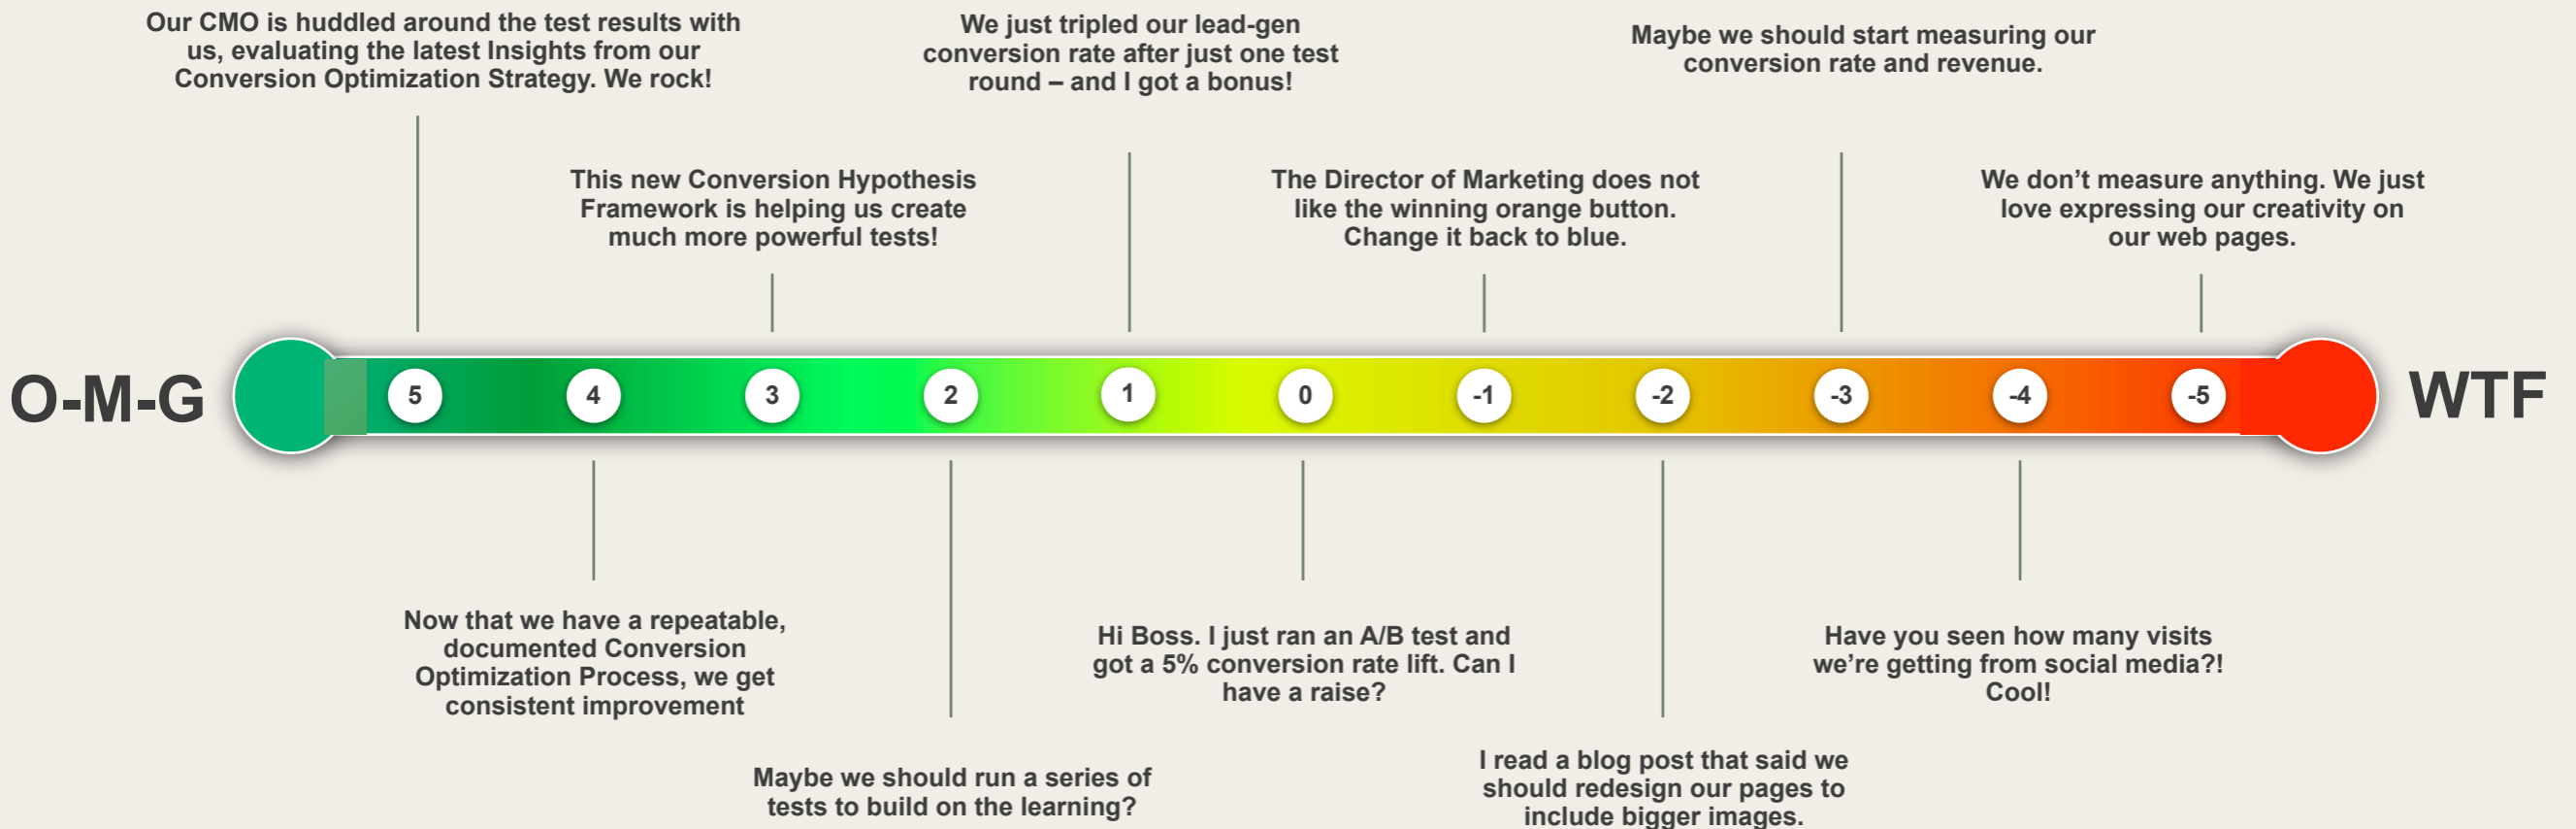 Our CMO is huddled around the test results with
us, evaluating the latest Insights from our
Conversion Optimization Strategy. We rock!
We just tripled our lead-gen
conversion rate after just one test
round – and I got a bonus!
Maybe we should start measuring our
conversion rate and revenue.
This new Conversion Hypothesis
Framework is helping us create
much more powerful tests!
The Director of Marketing does not
like the winning orange button.
Change it back to blue.
We don’t measure anything. We just
love expressing our creativity on
our web pages.
O-M-G 5 4 3 2 1 0 -1 -2 -3 -4 -5 WTF
Now that we have a repeatable,
documented Conversion
Optimization Process, we get
consistent improvement
Hi Boss. I just ran an A/B test and
got a 5% conversion rate lift. Can I
have a raise?
Have you seen how many visits
we’re getting from social media?!
Cool!
Maybe we should run a series of
tests to build on the learning?
I read a blog post that said we
should redesign our pages to
include bigger images.